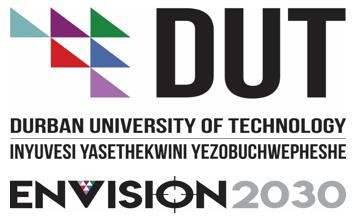 DUT
DURBAN UNIVERSITY OF TECHNOLOGY
INYUVESI YASETHEKWINI YEZOBUCHWEPHESHE
ENVISION2030